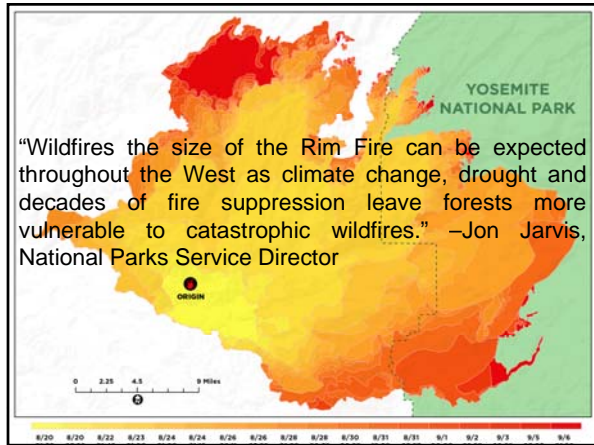 YOSEMITE
NATIONAL PARK
“Wildfires the size of the Rim Fire can be expected
throughout the West as climate change, drought and
decades of fire suppression leave forests more
vulnerable to catastrophic wildfires.” –Jon Jarvis,
National Parks Service Director
ORIGIN
0 2.25 4.5 9 Miles
8/20 8/20 8/22 8/23 8/24 8/24 8/26 8/26 8/28 8/28 8/30 8/31 8/31 9/1 9/2 9/3 9/5 9/6